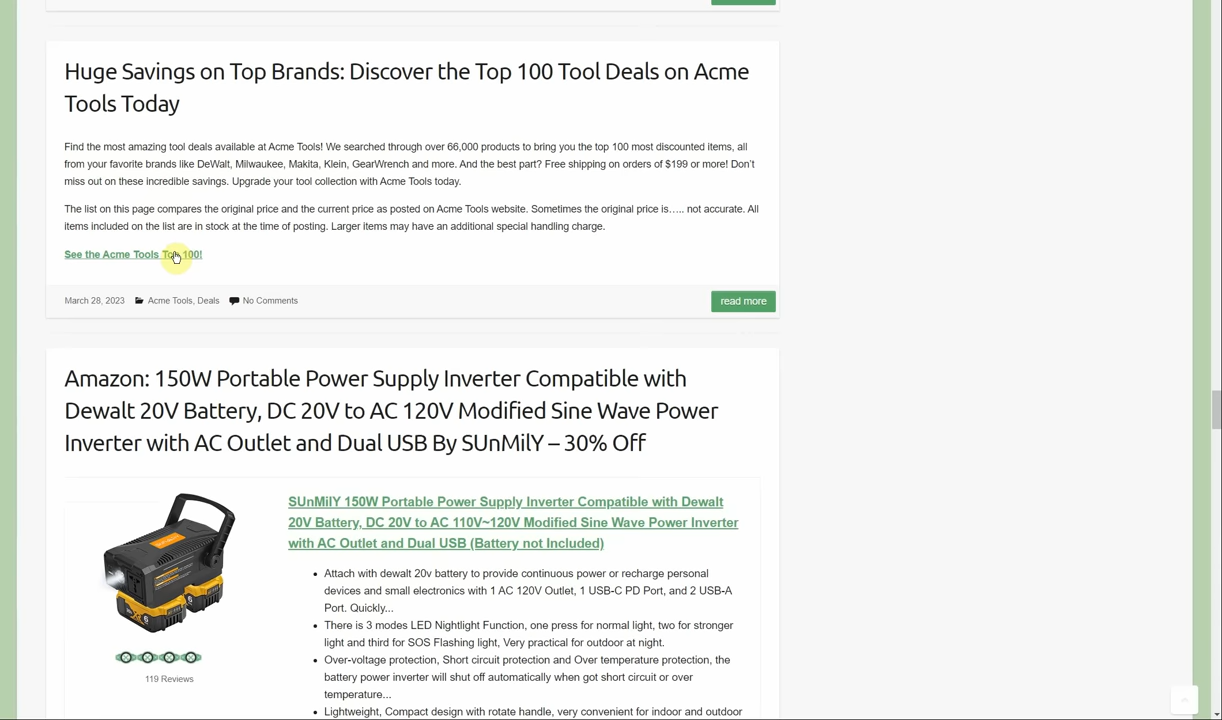 Huge Savings on Top Brands: Discover the Top 100 Tool Deals on Acme
Tools Today
Find the most amazing tool deals available at Acme Tools! We searched through over 66,000 products to bring you the top 100 most discounted items, all
from your favorite brands like DeWalt, Milwaukee, Makita, Klein, GearWrench and more. And the best part? Free shipping on orders of $199 or more! Don't
miss out on these incredible savings. Upgrade your tool collection with Acme Tools today.
The list on this page compares the original price and the current price as posted on Acme Tools website. Sometimes the original price is….. not accurate. All
items included on the list are in stock at the time of posting. Larger items may have an additional special handling charge.
See the Acme Tools Top 100!
March 28, 2023 Acme Tools, Deals No Comments read more
Amazon: 150W Portable Power Supply Inverter Compatible with
Dewalt 20V Battery, DC 20V to AC 120V Modified Sine Wave Power
Inverter with AC Outlet and Dual USB By SUnMilY – 30% Off
SUnMilY 150W Portable Power Supply Inverter Compatible with Dewalt
20V Battery, DC 20V to AC 110V~120V Modified Sine Wave Power Inverter
with AC Outlet and Dual USB (Battery not Included)
• Attach with dewalt 20v battery to provide continuous power or recharge personal
devices and small electronics with 1 AC 120V Outlet, 1 USB-C PD Port, and 2 USB-A
Port. Quickly...
• There is 3 modes LED Nightlight Function, one press for normal light, two for stronger
light and third for SOS Flashing light, Very practical for outdoor at night.
• Over-voltage protection, Short circuit protection and Over temperature protection, the
battery power inverter will shut off automatically when got short circuit or over
temperature...
• Lightweight, Compact design with rotate handle, very convenient for indoor and outdoor
119 Reviews